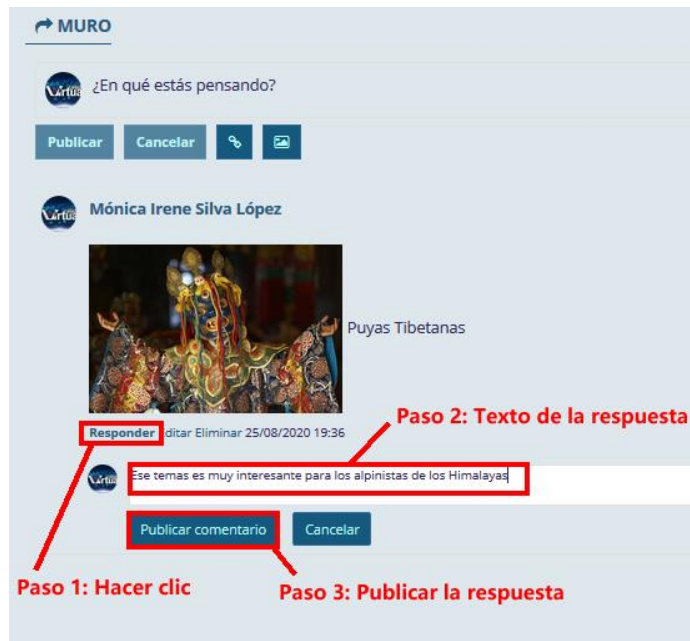 MURO
¿En qué estás pensando?
Publicar Cancelar
Mónica Irene Silva López
Puyas Tibetanas
Paso 2: Texto de la respuesta
Responder ditar Eliminar 25/08/2020 19:36
Ese temas es muy interesante para los alpinistas de los Himalayas
Publicar comentario Cancelar
Paso 1: Hacer clic
Paso 3: Publicar la respuesta